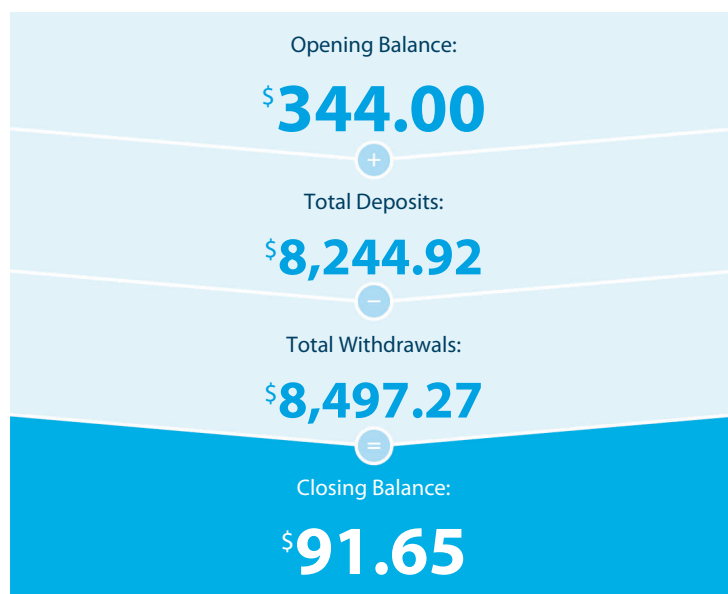 Opening Balance:
$344.00
+
Total Deposits:
$8,244.92
−
Total Withdrawals:
$8,497.27
=
Closing Balance:
$91.65